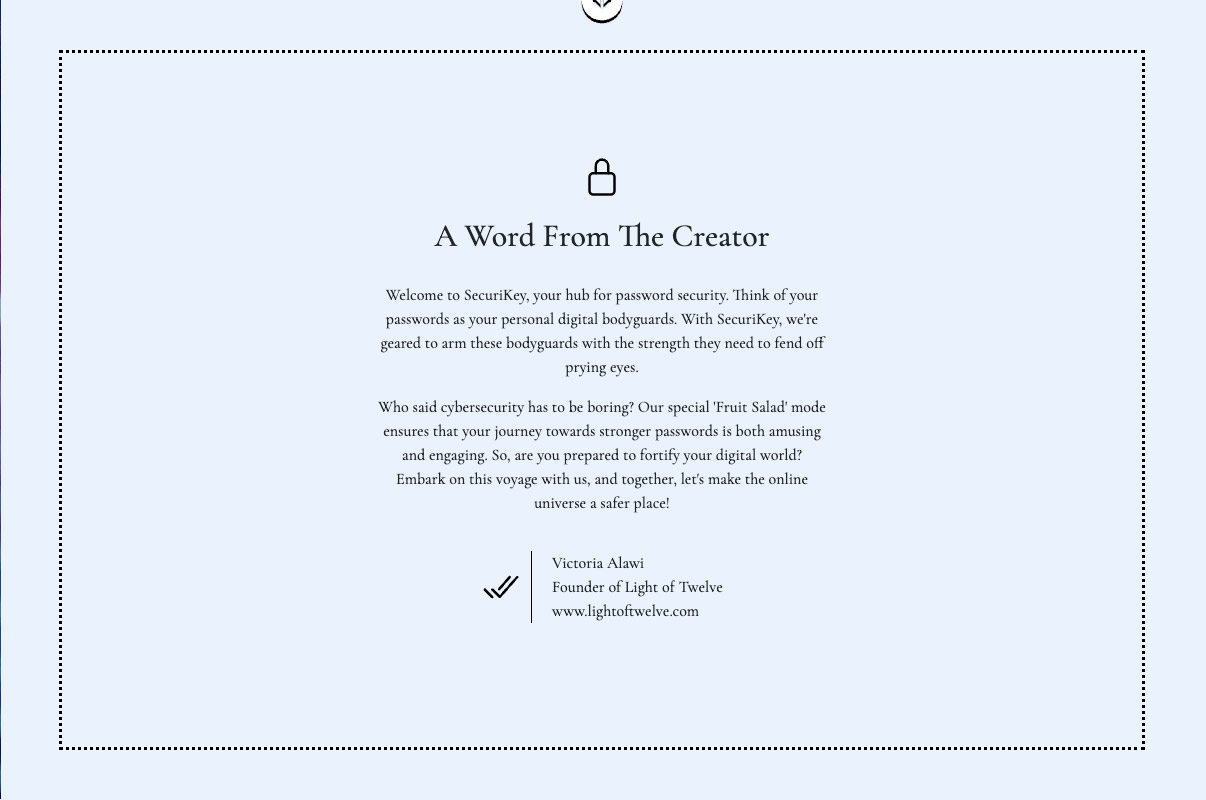 A Word From The Creator
Welcome to SecuriKey, your hub for password security. Think of your
passwords as your personal digital bodyguards. With SecuriKey, we're
geared to arm these bodyguards with the strength they need to fend off
prying eyes.
Who said cybersecurity has to be boring? Our special 'Fruit Salad' mode
ensures that your journey towards stronger passwords is both amusing
and engaging. So, are you prepared to fortify your digital world?
Embark on this voyage with us, and together, let's make the online
universe a safer place!
Victoria Alawi
Founder of Light of Twelve
www.lightoftwelve.com